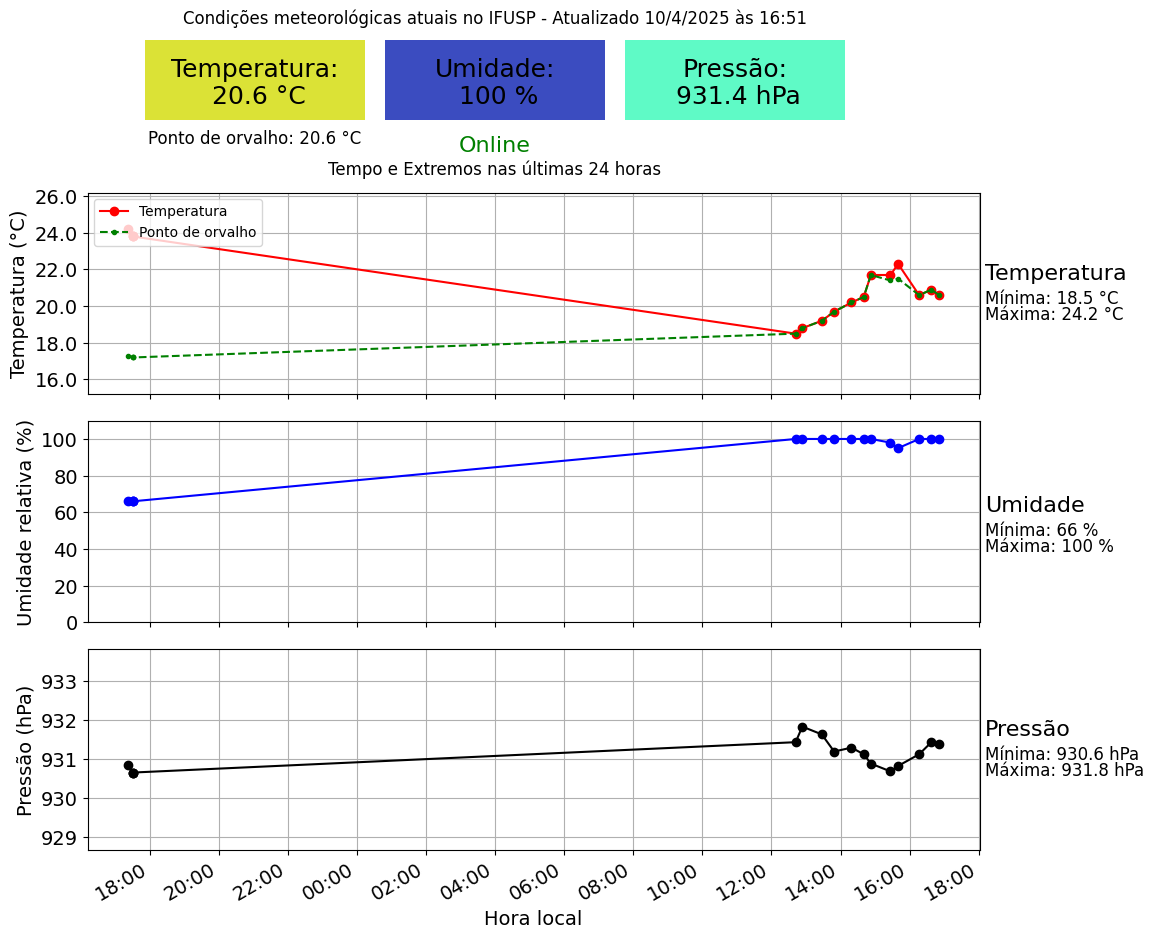 Condições meteorológicas atuais no IFUSP - Atualizado 10/4/2025 às 16:51
Temperatura:
20.6 °C
Umidade:
100 %
Pressão:
931.4 hPa
Ponto de orvalho: 20.6 °C
Online
Tempo e Extremos nas últimas 24 horas
Temperatura (°C)
26.0
24.0
22.0
20.0
18.0
16.0
Temperatura
Ponto de orvalho
Temperatura
Mínima: 18.5 °C
Máxima: 24.2 °C
Umidade relativa (%)
100
80
60
40
20
0
Umidade
Mínima: 66 %
Máxima: 100 %
Pressão (hPa)
933
932
931
930
929
Pressão
Mínima: 930.6 hPa
Máxima: 931.8 hPa
18:00 20:00 22:00 00:00 02:00 04:00 06:00 08:00 10:00 12:00 14:00 16:00 18:00
Hora local